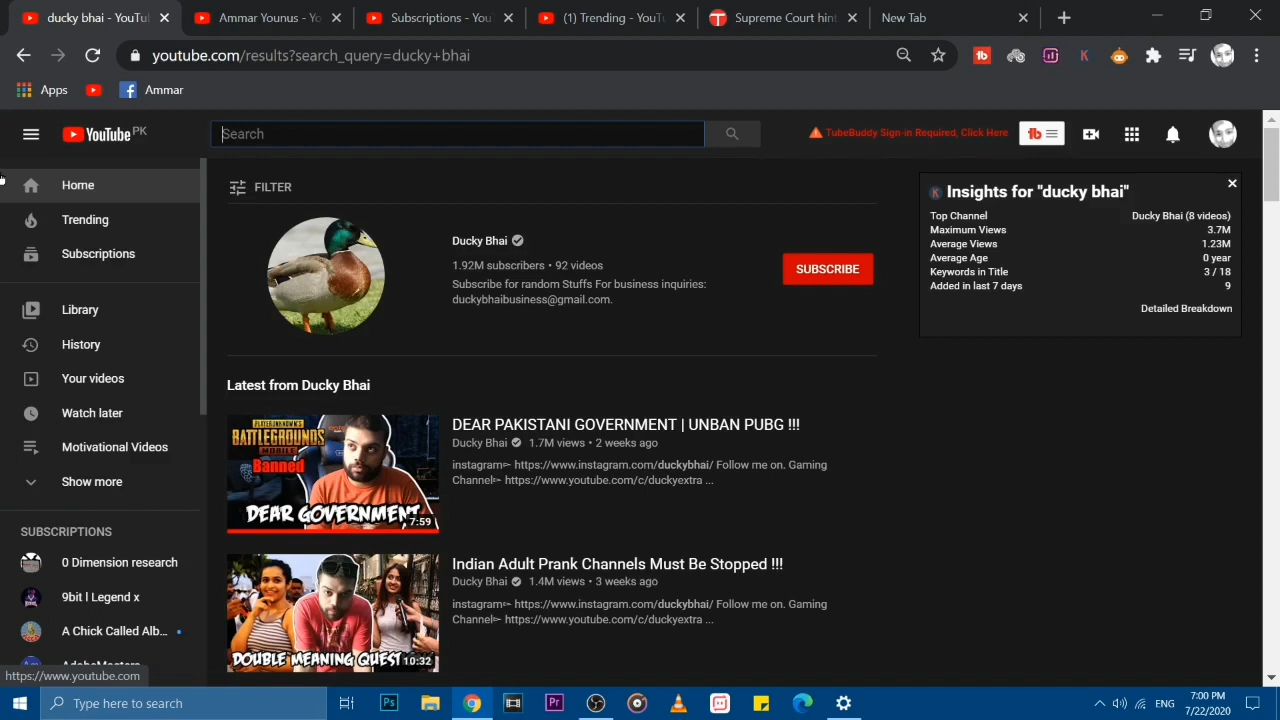 ducky bhai - YouTu
Ammar Younus - Yo
Subscriptions - You
(1) Trending - YouTu
Supreme Court hint
New Tab
youtube.com/results?search_query=ducky+bhai
Apps
Ammar
YouTube PK
Search
TubeBuddy Sign-in Required, Click Here
tb
Home
Trending
Subscriptions
Library
History
Your videos
Watch later
Motivational Videos
Show more
SUBSCRIPTIONS
0 Dimension research
9bit l Legend x
A Chick Called Alb...
AdobeMasters
https://www.youtube.com
FILTER
Ducky Bhai
1.92M subscribers • 92 videos
Subscribe for random Stuffs For business inquiries:
duckybhaibusiness@gmail.com.
SUBSCRIBE
Latest from Ducky Bhai
BATTLEGROUNDS
MOBILE
Banned
DEAR GOVERNMENT
7:59
DEAR PAKISTANI GOVERNMENT | UNBAN PUBG !!!
Ducky Bhai 1.7M views • 2 weeks ago
instagram➳ https://www.instagram.com/duckybhai/ Follow me on. Gaming
Channel➳ https://www.youtube.com/c/duckyextra ...
DOUBLE MEANING QUEST
10:32
Indian Adult Prank Channels Must Be Stopped !!!
Ducky Bhai 1.4M views • 3 weeks ago
instagram➳ https://www.instagram.com/duckybhai/ Follow me on. Gaming
Channel➳ https://www.youtube.com/c/duckyextra ...
Insights for "ducky bhai"
Top Channel Ducky Bhai (8 videos)
Maximum Views 3.7M
Average Views 1.23M
Average Age 0 year
Keywords in Title 3 / 18
Added in last 7 days 9
Detailed Breakdown
Type here to search
Ps
Pr
ENG
7:00 PM
7/22/2020